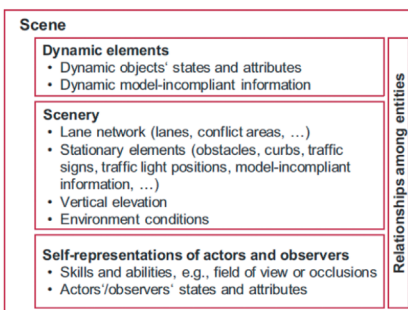 Scene
Dynamic elements
• Dynamic objects‘ states and attributes
• Dynamic model-incompliant information
Scenery
• Lane network (lanes, conflict areas, …)
• Stationary elements (obstacles, curbs, traffic
signs, traffic light positions, model-incompliant
information, …)
• Vertical elevation
• Environment conditions
Self-representations of actors and observers
• Skills and abilities, e.g., field of view or occlusions
• Actors‘/observers‘ states and attributes
Relationships among entities